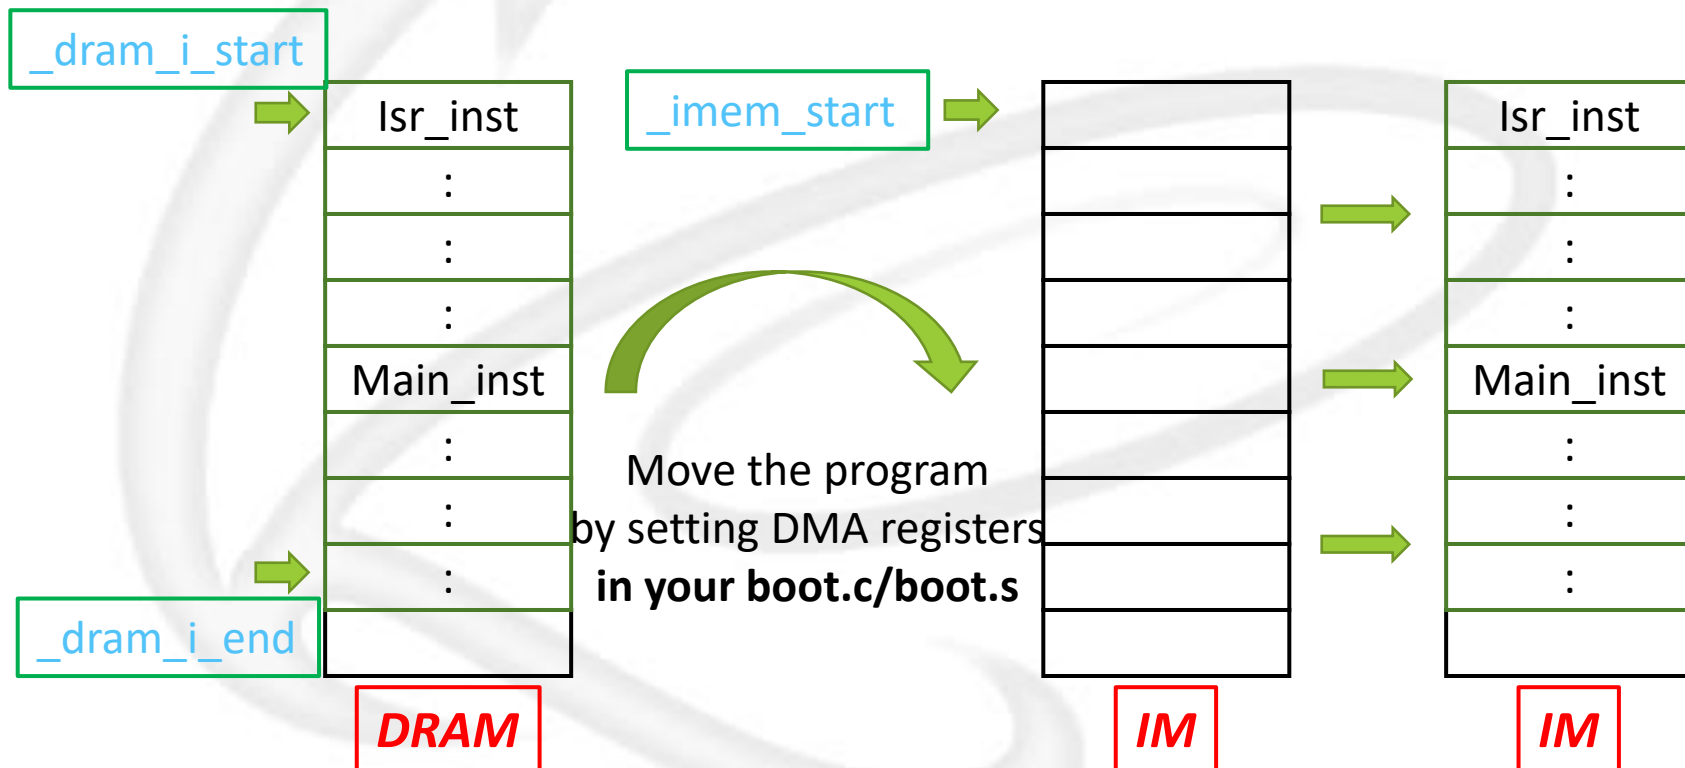 _dram_i_start
Isr_inst
:
:
:
Main_inst
:
:
:
_dram_i_end
DRAM
_imem_start
Move the program
by setting DMA registers
in your boot.c/boot.s
IM
Isr_inst
:
:
:
Main_inst
:
:
:
IM